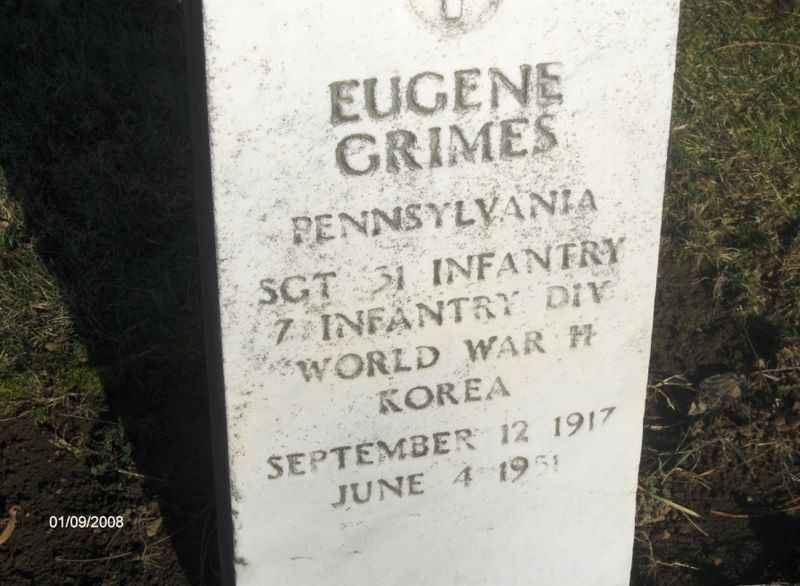 EUGENE
GRIMES
PENNSYLVANIA
SGT 31 INFANTRY
7 INFANTRY DIV
WORLD WAR II
KOREA
SEPTEMBER 12 1917
JUNE 4 1951
01/09/2008